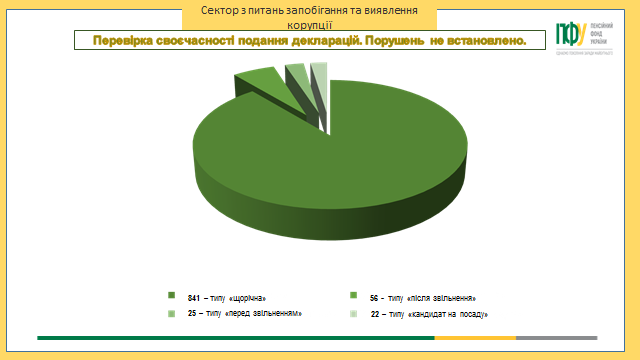 Сектор з питань запобігання та виявлення
корупції
Перевірка своєчасності подання декларацій. Порушень не встановлено.
ПФУ
ПЕНСІЙНИЙ
ФОНД
УКРАЇНИ
841 – типу «щорічна»
56 - типу «після звільнення»
25 – типу «перед звільненням»
22 – типу «кандидат на посаду»